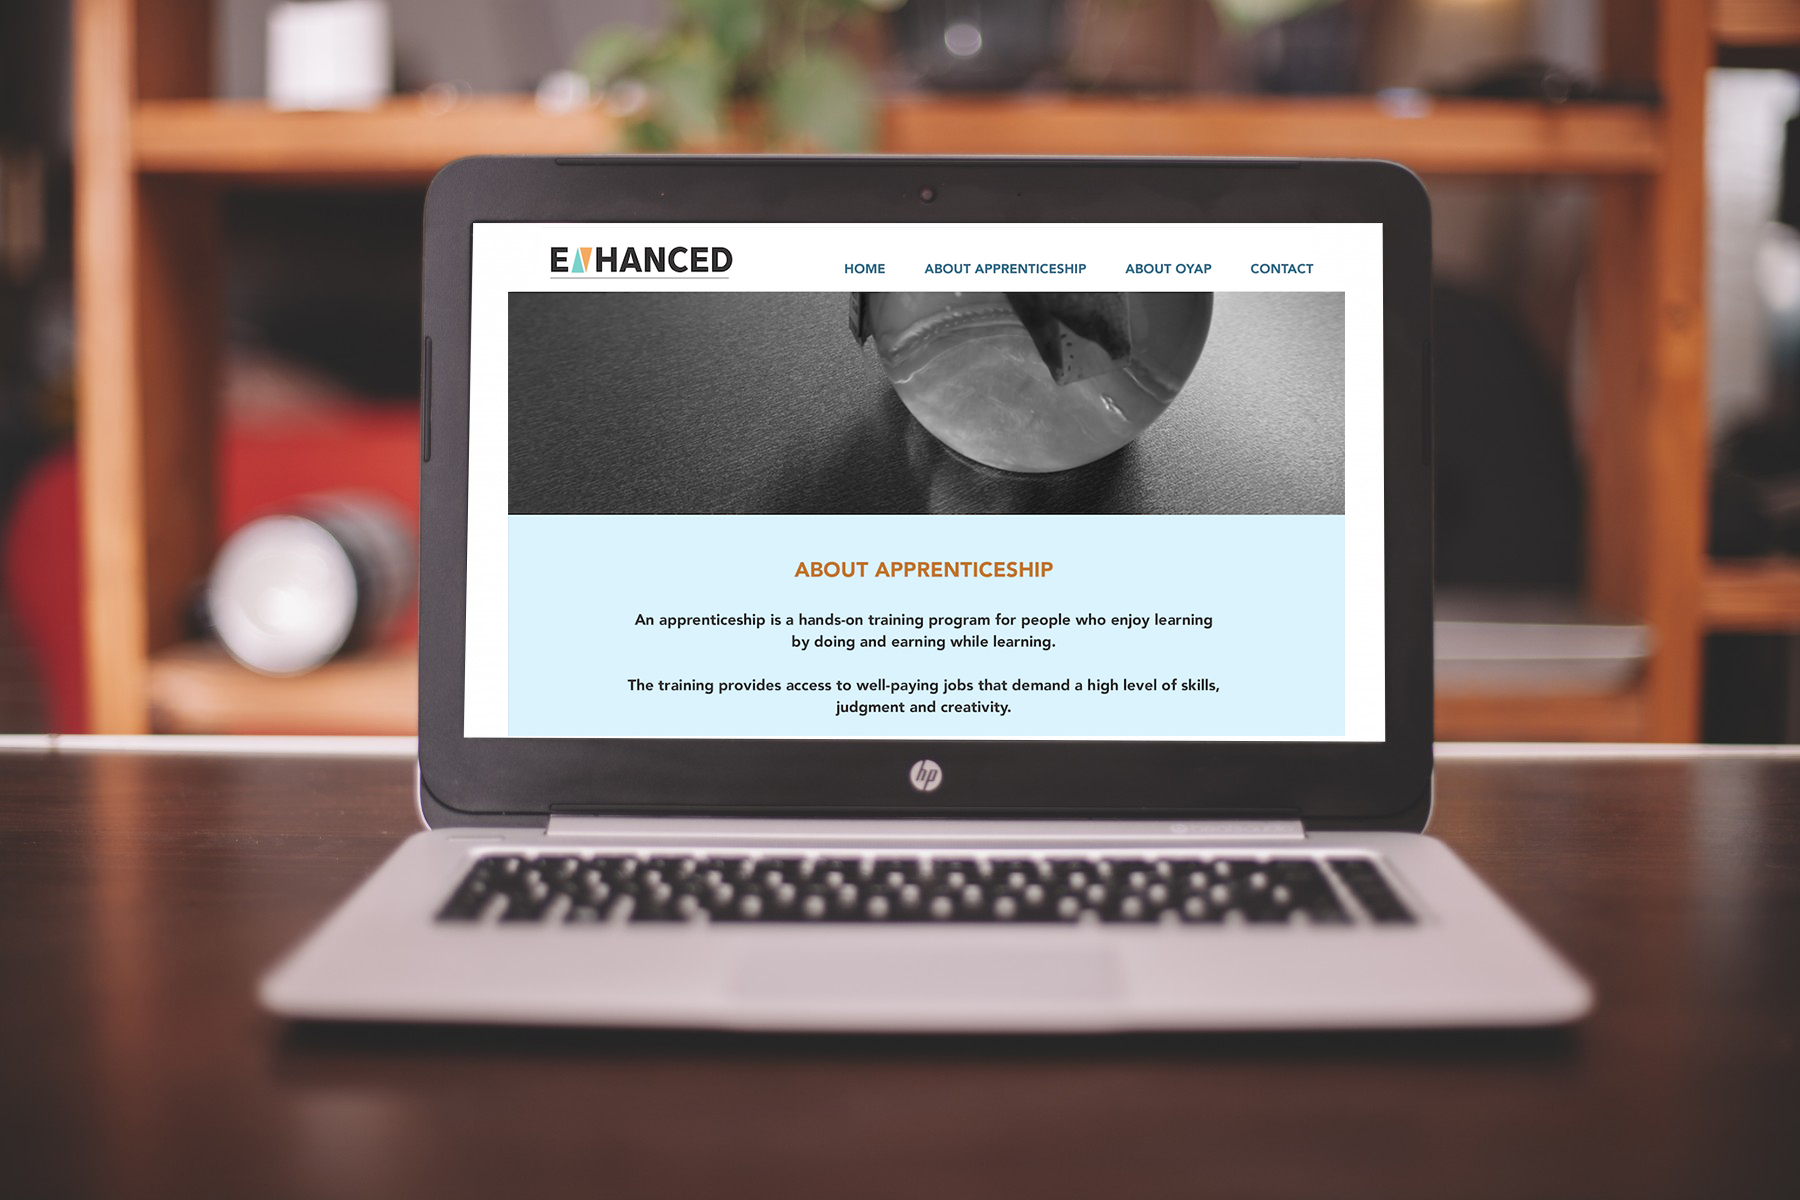 ENHANCED
HOME ABOUT APPRENTICESHIP ABOUT OYAP CONTACT
ABOUT APPRENTICESHIP
An apprenticeship is a hands-on training program for people who enjoy learning
by doing and earning while learning.
The training provides access to well-paying jobs that demand a high level of skills,
judgment and creativity.
hp